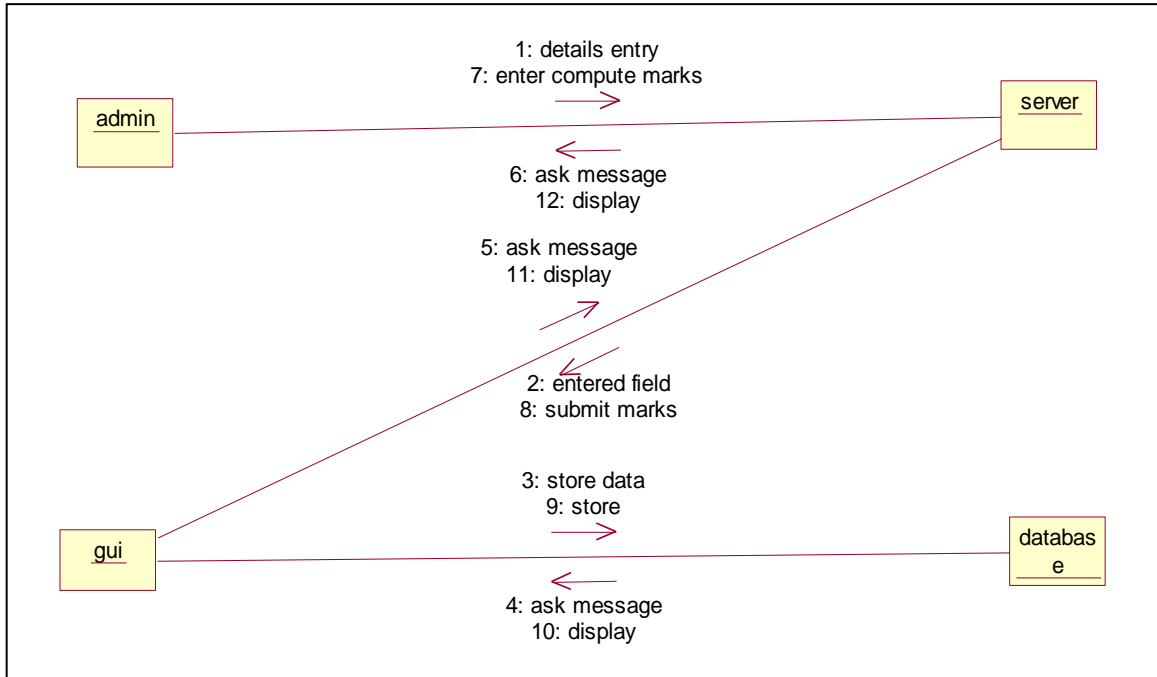 1: details entry
7: enter compute marks
admin
server
6: ask message
12: display
5: ask message
11: display
2: entered field
8: submit marks
3: store data
9: store
gui
databas
e
4: ask message
10: display